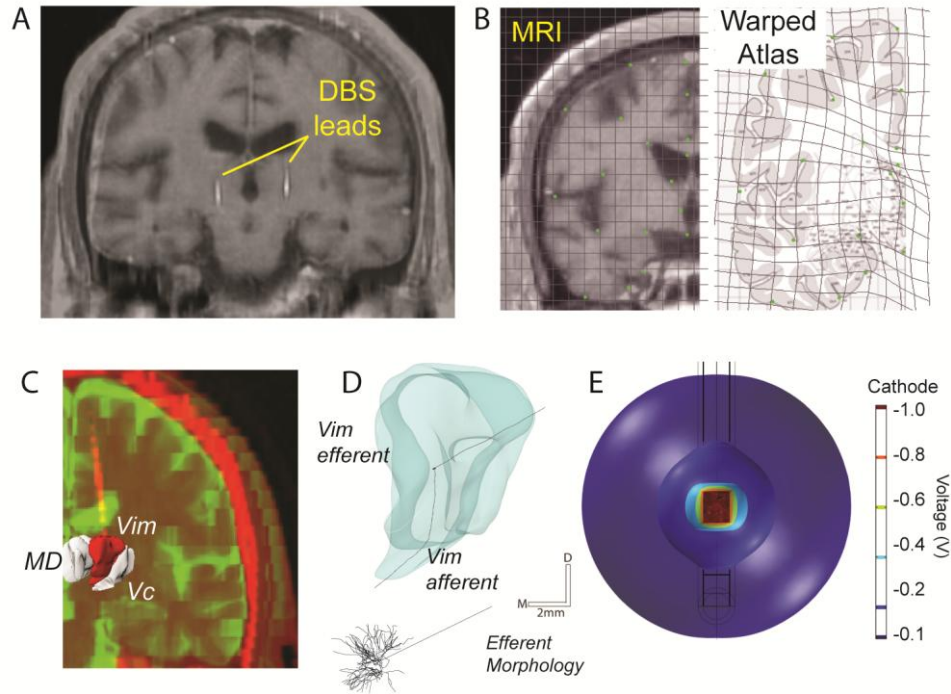 A
DBS
leads
B
MRI
Warped
Atlas
C
Vim
MD
Vc
D
Vim
efferent
Vim
afferent
D
M
2mm
Efferent
Morphology
E
Cathode
-1.0
-0.8
-0.6
-0.4
-0.2
-0.1
Voltage (V)